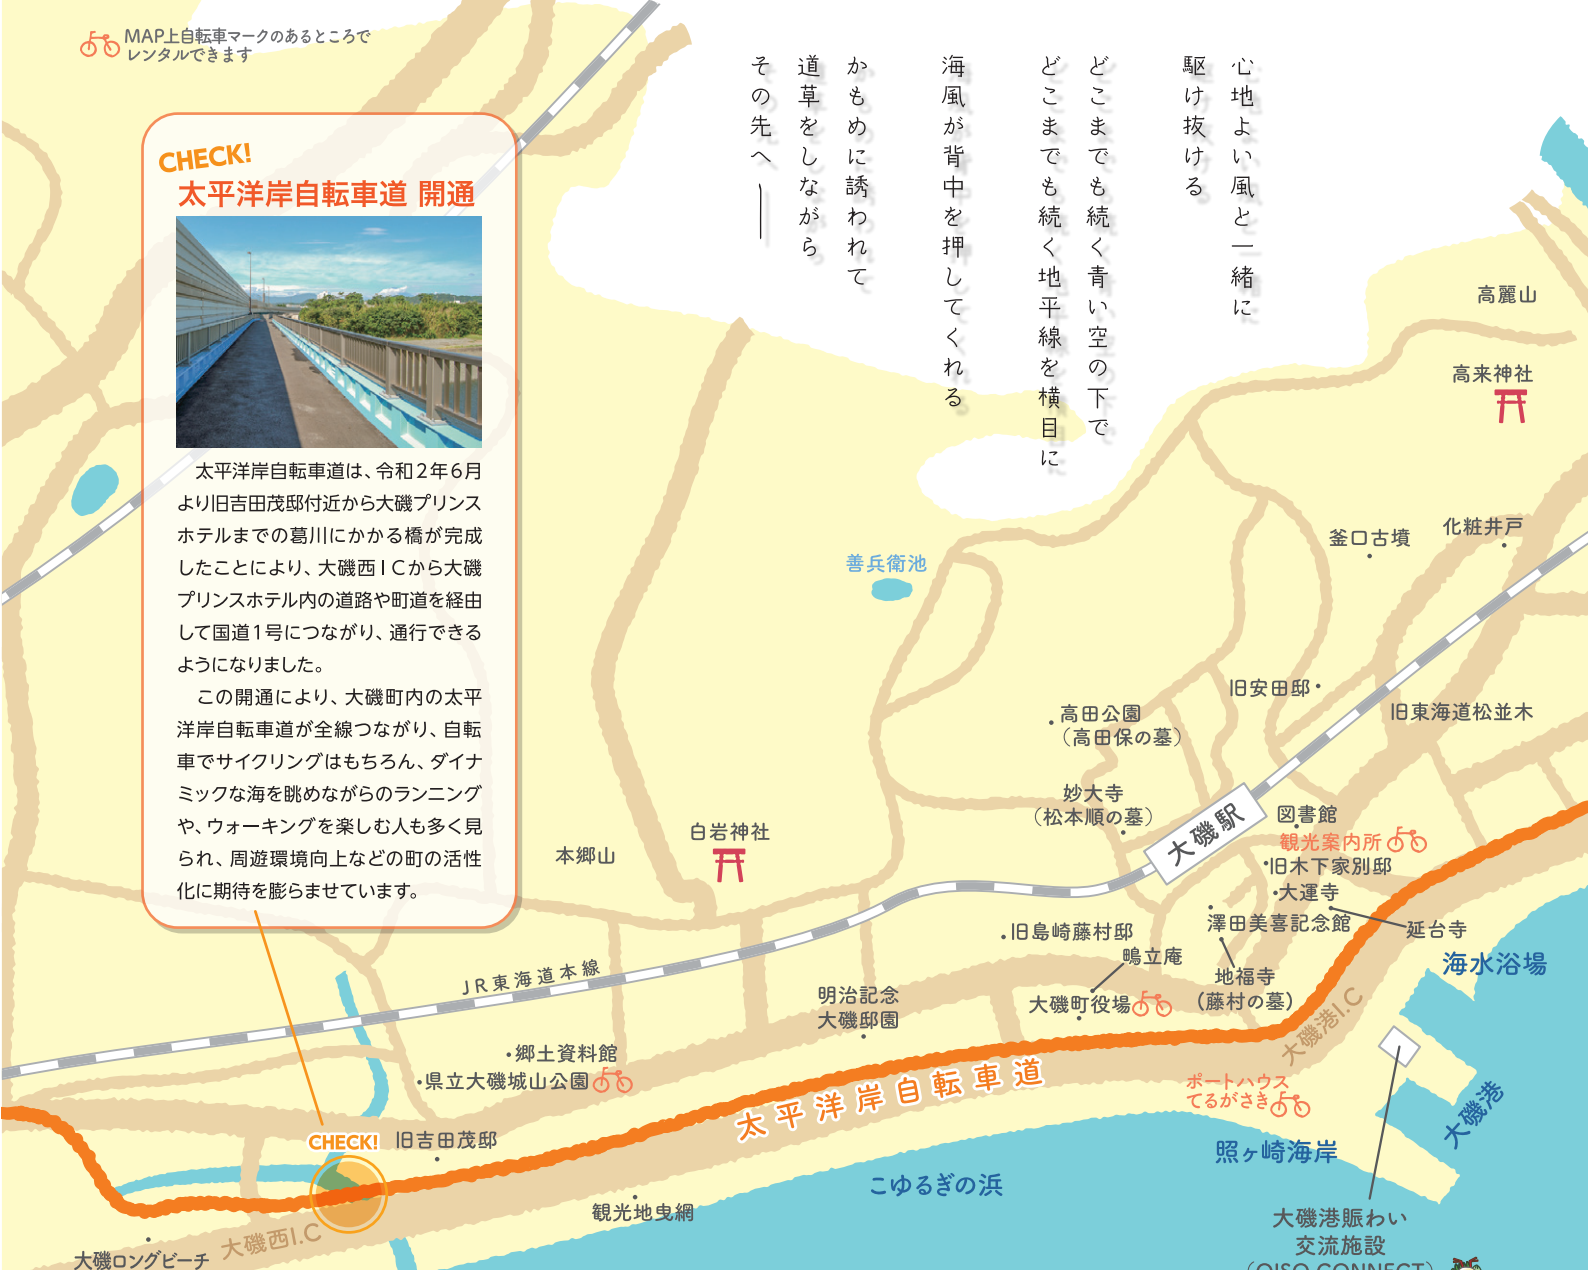 MAP上自転車マークのあるところで
レンタルできます
心地よい風と一緒に
駆け抜ける
どこまでも続く青い空の下で
どこまでも続く地平線を横目に
海風が背中を押してくれる
かもめに誘われて
道草をしながら
その先へ――
CHECK!
太平洋岸自転車道 開通
太平洋岸自転車道は、令和2年6月
より旧吉田茂邸付近から大磯プリンス
ホテルまでの葛川にかかる橋が完成
したことにより、大磯西ICから大磯
プリンスホテル内の道路や町道を経由
して国道1号につながり、通行できる
ようになりました。
この開通により、大磯町内の太平
洋岸自転車道が全線つながり、自転
車でサイクリングはもちろん、ダイナ
ミックな海を眺めながらのランニング
や、ウォーキングを楽しむ人も多く見
られ、周遊環境向上などの町の活性
化に期待を膨らませています。
高麗山
高来神社
釜口古墳
化粧井戸
善兵衛池
旧安田邸
旧東海道松並木
高田公園
（高田保の墓）
妙大寺
（松本順の墓）
大磯駅
図書館
観光案内所
旧木下家別邸
大運寺
澤田美喜記念館
延台寺
白岩神社
本郷山
旧島崎藤村邸
鴫立庵
地福寺
（藤村の墓）
大磯町役場
海水浴場
JR東海道本線
明治記念
大磯邸園
大磯港I.C
郷土資料館
県立大磯城山公園
太平洋岸自転車道
ポートハウス
てるがさき
大磯港
照ヶ崎海岸
CHECK!
旧吉田茂邸
こゆるぎの浜
観光地曳網
大磯西I.C
大磯ロングビーチ
大磯港賑わい
交流施設
（OISO CONNECT）